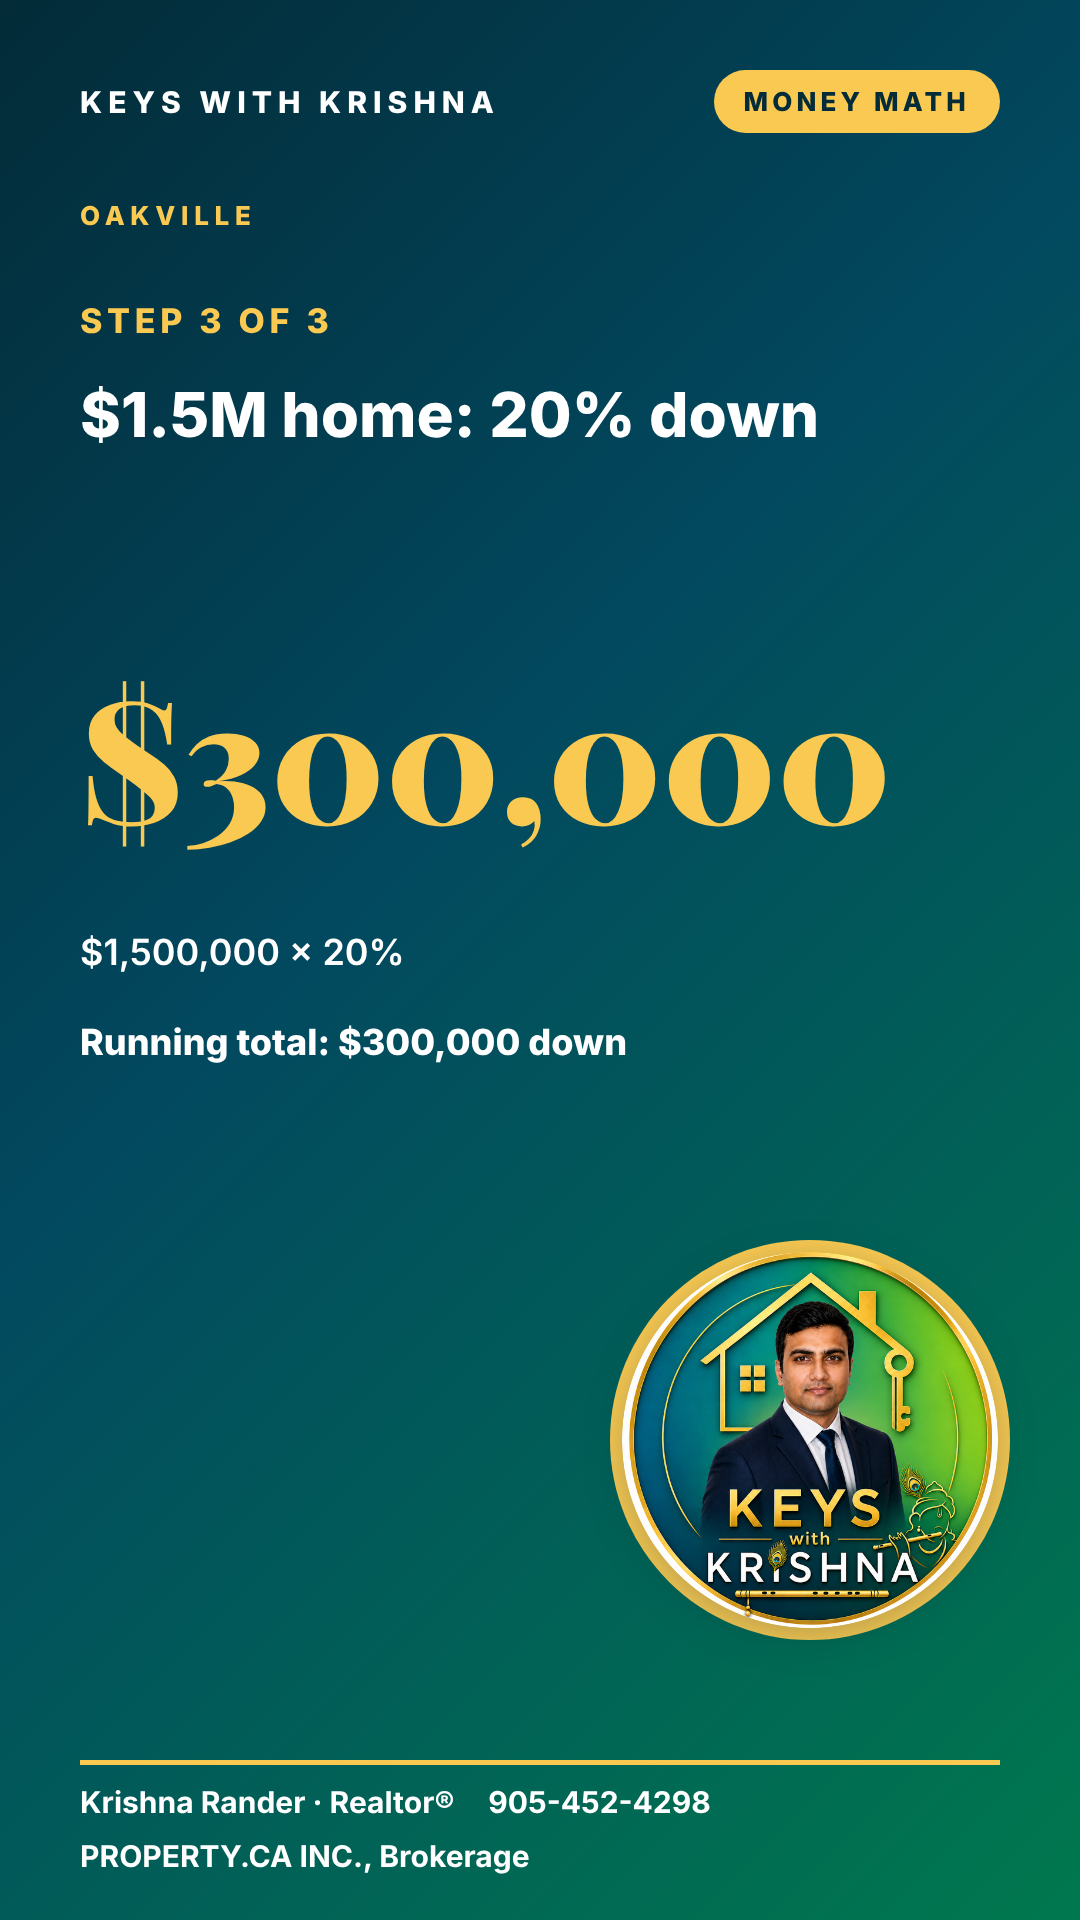 KEYS WITH KRISHNA
MONEY MATH
OAKVILLE
STEP 3 OF 3
$1.5M home: 20% down
$300,000
$1,500,000 × 20%
Running total: $300,000 down
KEYS
with
KRISHNA
Krishna Rander · Realtor® 905-452-4298
PROPERTY.CA INC., Brokerage